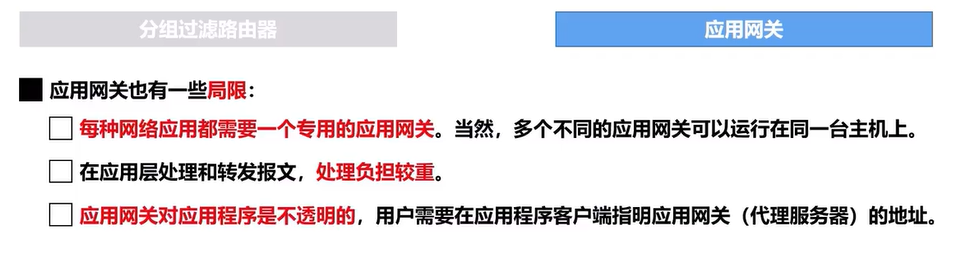 分组过滤路由器
应用网关
应用网关也有一些局限：
每种网络应用都需要一个专用的应用网关。当然，多个不同的应用网关可以运行在同一台主机上。
在应用层处理和转发报文，处理负担较重。
应用网关对应用程序是不透明的，用户需要在应用程序客户端指明应用网关（代理服务器）的地址。